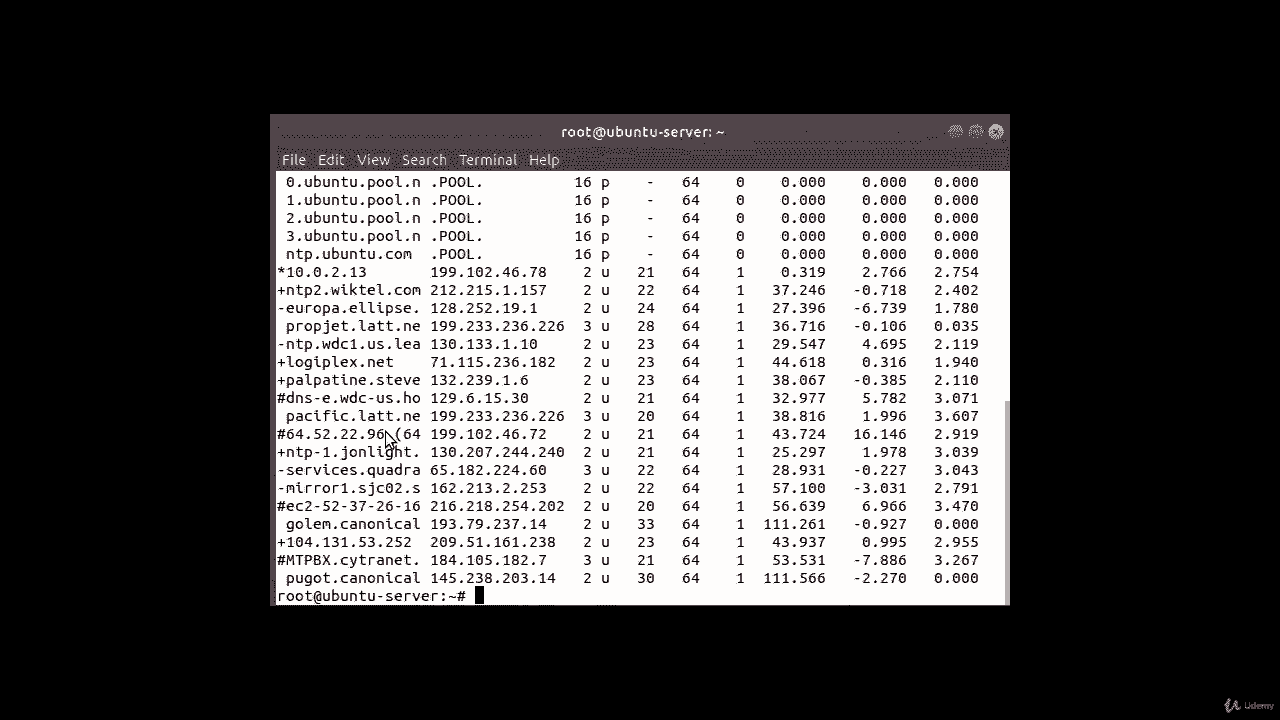 root@ubuntu-server: ~
File Edit View Search Terminal Help
0.ubuntu.pool.n .POOL. 16 p - 64 0 0.000 0.000 0.000
1.ubuntu.pool.n .POOL. 16 p - 64 0 0.000 0.000 0.000
2.ubuntu.pool.n .POOL. 16 p - 64 0 0.000 0.000 0.000
3.ubuntu.pool.n .POOL. 16 p - 64 0 0.000 0.000 0.000
ntp.ubuntu.com .POOL. 16 p - 64 0 0.000 0.000 0.000
*10.0.2.13 199.102.46.78 2 u 21 64 1 0.319 2.766 2.754
+ntp2.wiktel.com 212.215.1.157 2 u 22 64 1 37.246 -0.718 2.402
-europa.ellipse. 128.252.19.1 2 u 24 64 1 27.396 -6.739 1.780
propjet.latt.ne 199.233.236.226 3 u 28 64 1 36.716 -0.106 0.035
-ntp.wdc1.us.lea 130.133.1.10 2 u 23 64 1 29.547 4.695 2.119
+logiplex.net 71.115.236.182 2 u 23 64 1 44.618 0.316 1.940
+palpatine.steve 132.239.1.6 2 u 23 64 1 38.067 -0.385 2.110
#dns-e.wdc-us.ho 129.6.15.30 2 u 21 64 1 32.977 5.782 3.071
pacific.latt.ne 199.233.236.226 3 u 20 64 1 38.816 1.996 3.607
#64.52.22.96 (64 199.102.46.72 2 u 21 64 1 43.724 16.146 2.919
+ntp-1.jonlight. 130.207.244.240 2 u 21 64 1 25.297 1.978 3.039
-services.quadra 65.182.224.60 3 u 22 64 1 28.931 -0.227 3.043
-mirror1.sjc02.s 162.213.2.253 2 u 22 64 1 57.100 -3.031 2.791
#ec2-52-37-26-16 216.218.254.202 2 u 20 64 1 56.639 6.966 3.470
golem.canonical 193.79.237.14 2 u 33 64 1 111.261 -0.927 0.000
+104.131.53.252 209.51.161.238 2 u 23 64 1 43.937 0.995 2.955
#MTPBX.cytranet. 184.105.182.7 3 u 21 64 1 53.531 -7.886 3.267
pugot.canonical 145.238.203.14 2 u 30 64 1 111.566 -2.270 0.000
root@ubuntu-server:~#
Udemy